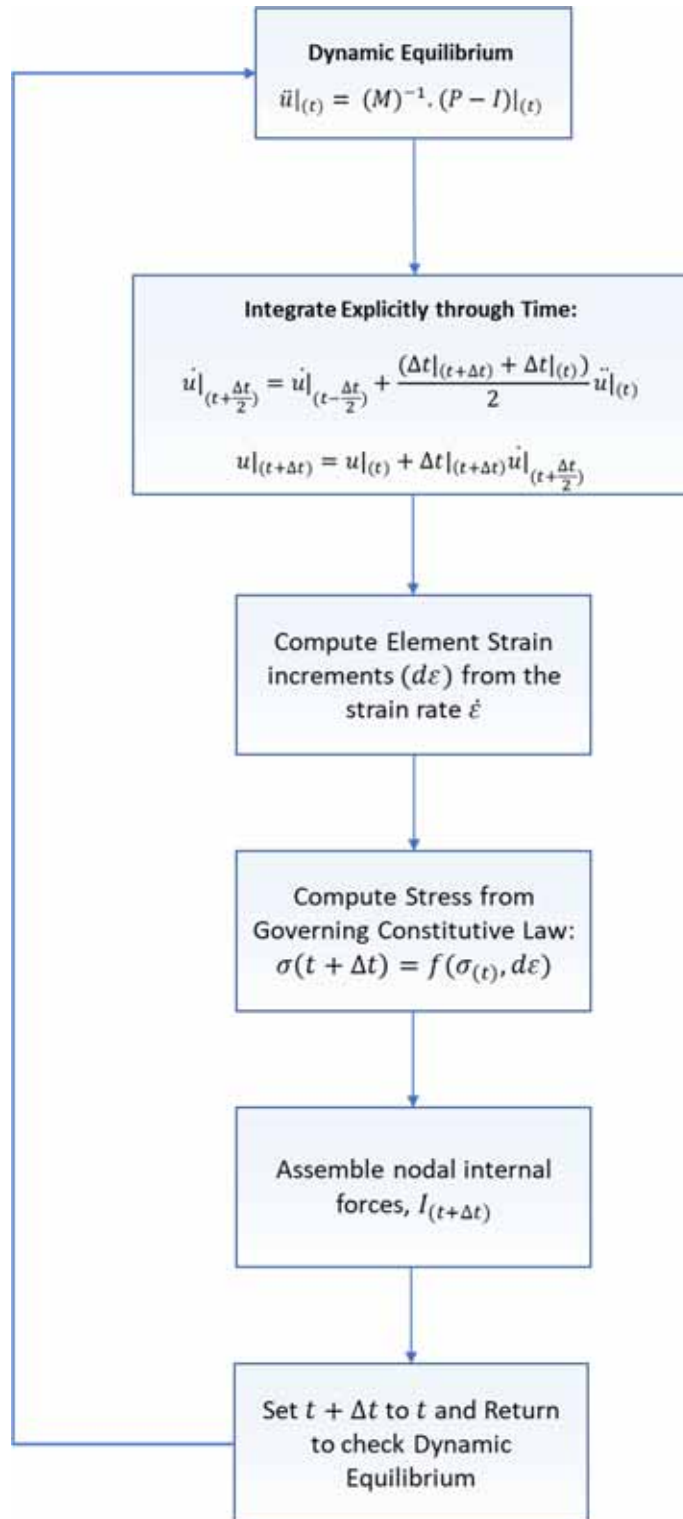 Dynamic Equilibrium
ü|₍ₜ₎ = (M)⁻¹. (P − I)|₍ₜ₎
Integrate Explicitly through Time:
u̇|_(t+Δt/2) = u̇|_(t−Δt/2) + (Δt|_(t+Δt) + Δt|_(t))/2 ü|_(t)
u|_(t+Δt) = u|_(t) + Δt|_(t+Δt) u̇|_(t+Δt/2)
Compute Element Strain
increments (dε) from the
strain rate ε̇
Compute Stress from
Governing Constitutive Law:
σ(t + Δt) = f(σ_(t), dε)
Assemble nodal internal
forces, I_(t+Δt)
Set t + Δt to t and Return
to check Dynamic
Equilibrium